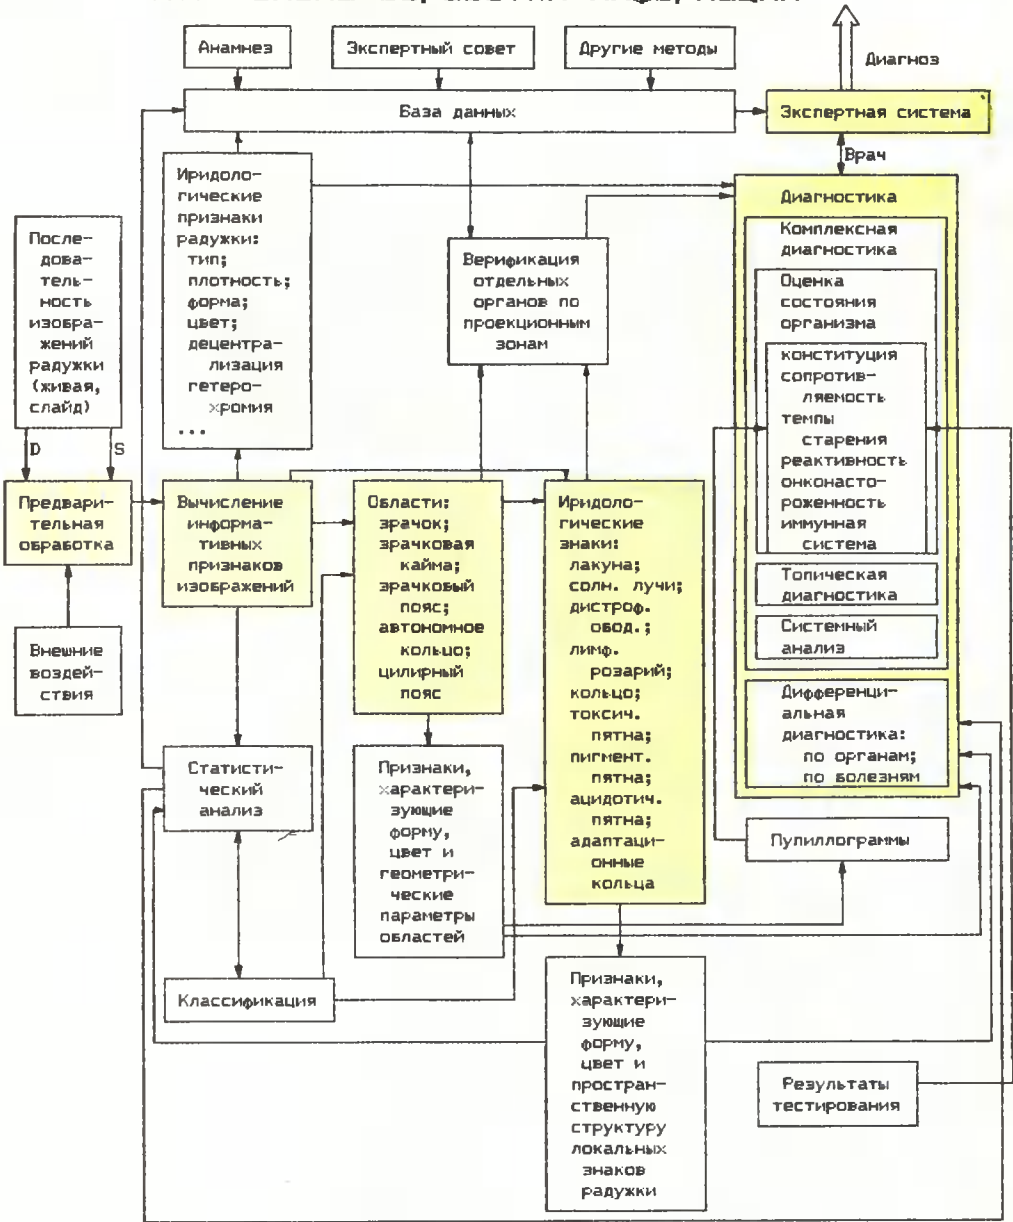 Анамнез
Экспертный совет
Другие методы
Диагноз
База данных
Экспертная система
Врач
Иридоло-
гические
признаки
радужки:
тип;
плотность;
форма;
цвет;
децентра-
лизация
гетеро-
хромия
...
После-
дова-
тель-
ность
изобра-
жений
радужки
(живая,
слайд)
D
S
Верификация
отдельных
органов по
проекционным
зонам
Диагностика
Комплексная
диагностика
Оценка
состояния
организма
конституция
сопротив-
ляемость
темпы
старения
реактивность
онконасто-
роженность
иммунная
система
Топическая
диагностика
Системный
анализ
Дифференци-
альная
диагностика:
по органам;
по болезням
Предвари-
тельная
обработка
Вычисление
информа-
тивных
признаков
изображений
Области:
зрачок;
зрачковая
кайма;
зрачковый
пояс;
автономное
кольцо;
цилирный
пояс
Иридоло-
гические
знаки:
лакуна;
солн. лучи;
дистроф.
обод.;
лимф.
розарий;
кольцо;
токсич.
пятна;
пигмент.
пятна;
ацидотич.
пятна;
адаптаци-
онные
кольца
Внешние
воздей-
ствия
Статисти-
ческий
анализ
Признаки,
характери-
зующие
форму,
цвет и
геометри-
ческие
параметры
областей
Пупиллограммы
Классификация
Признаки,
характери-
зующие
форму,
цвет и
простран-
ственную
структуру
локальных
знаков
радужки
Результаты
тестирования